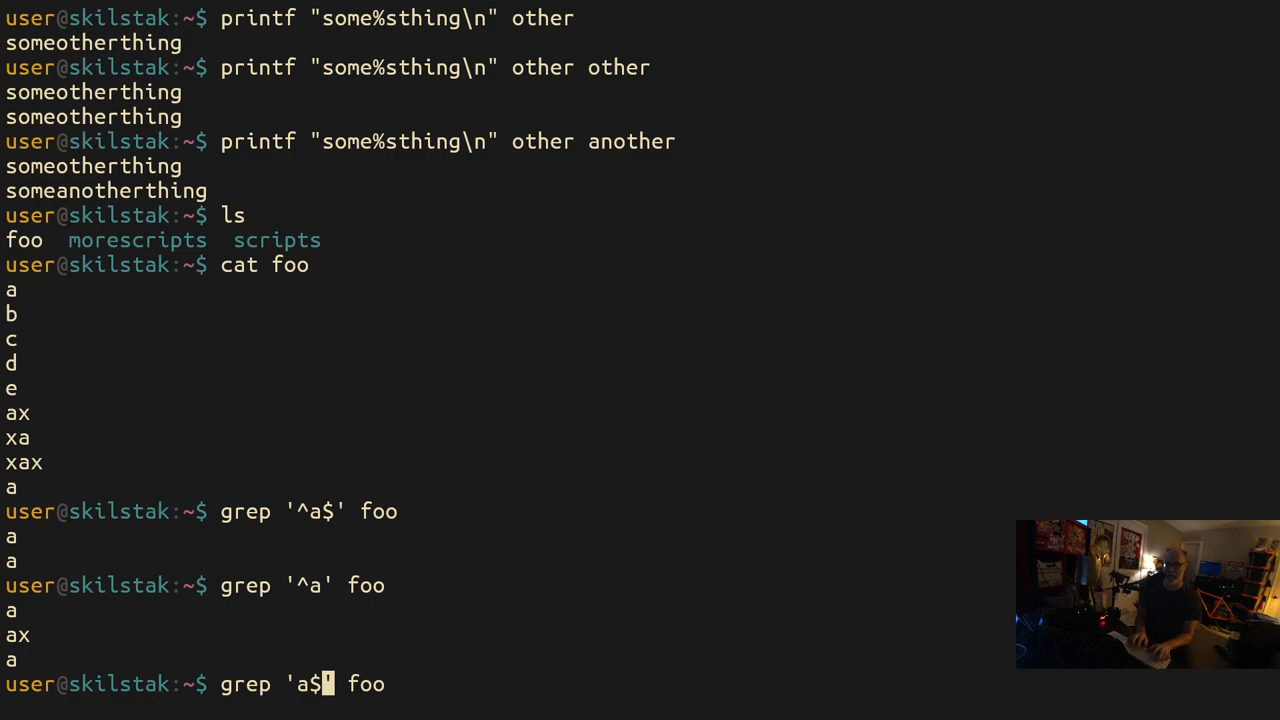 user@skilstak:~$ printf "some%sthing\n" other
someotherthing
user@skilstak:~$ printf "some%sthing\n" other other
someotherthing
someotherthing
user@skilstak:~$ printf "some%sthing\n" other another
someotherthing
someanotherthing
user@skilstak:~$ ls
foo  morescripts  scripts
user@skilstak:~$ cat foo
a
b
c
d
e
ax
xa
xax
a
user@skilstak:~$ grep '^a$' foo
a
a
user@skilstak:~$ grep '^a' foo
a
ax
a
user@skilstak:~$ grep 'a$' foo